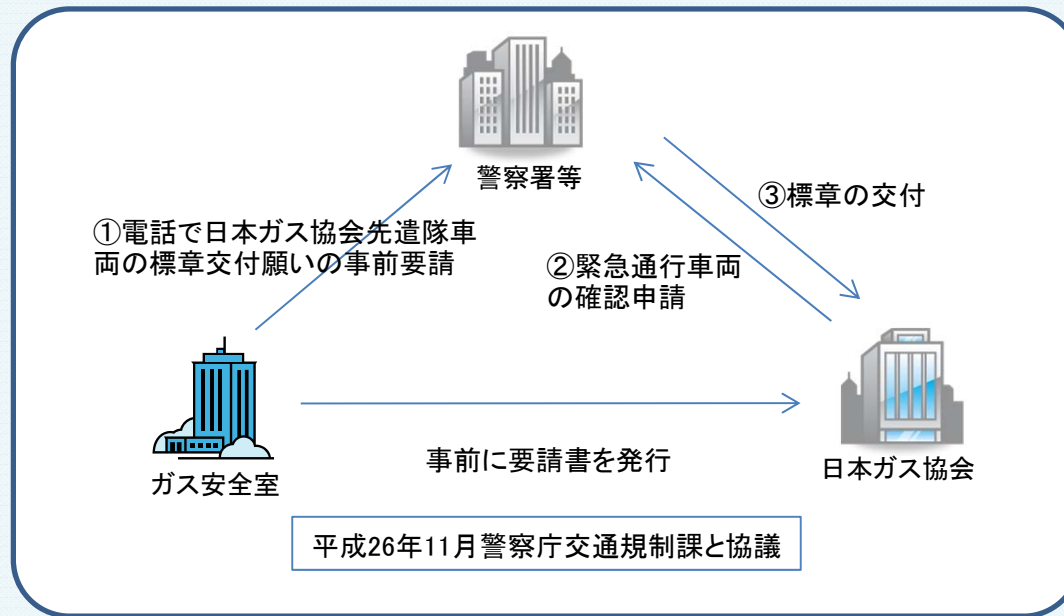 警察署等
③標章の交付
①電話で日本ガス協会先遣隊車
両の標章交付願いの事前要請
②緊急通行車両
の確認申請
ガス安全室
事前に要請書を発行
日本ガス協会
平成26年11月警察庁交通規制課と協議